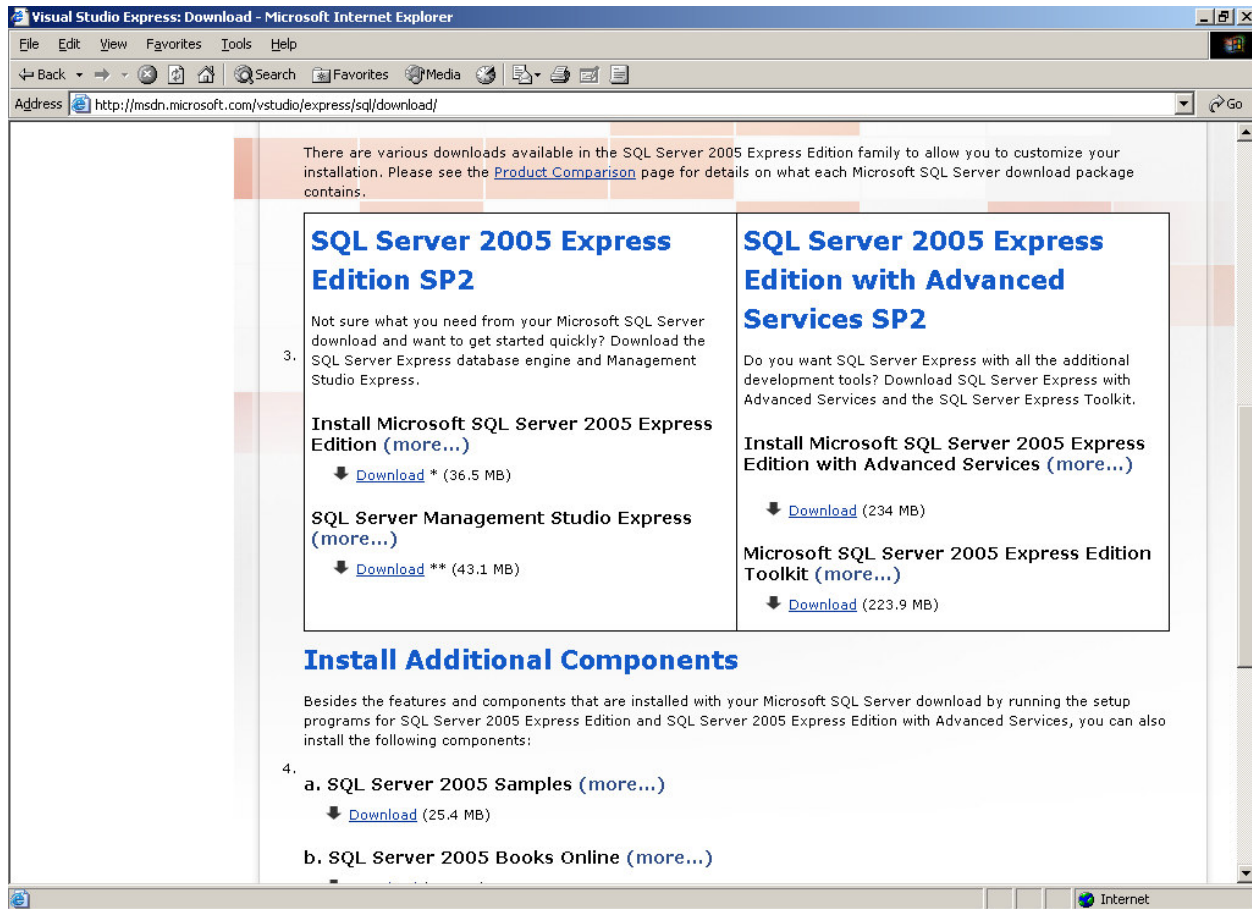 Visual Studio Express: Download - Microsoft Internet Explorer
File Edit View Favorites Tools Help
Back Search Favorites Media
Address http://msdn.microsoft.com/vstudio/express/sql/download/ Go
There are various downloads available in the SQL Server 2005 Express Edition family to allow you to customize your
installation. Please see the Product Comparison page for details on what each Microsoft SQL Server download package
contains.
3.
SQL Server 2005 Express
Edition SP2
Not sure what you need from your Microsoft SQL Server
download and want to get started quickly? Download the
SQL Server Express database engine and Management
Studio Express.
Install Microsoft SQL Server 2005 Express
Edition (more...)
Download * (36.5 MB)
SQL Server Management Studio Express
(more...)
Download ** (43.1 MB)
SQL Server 2005 Express
Edition with Advanced
Services SP2
Do you want SQL Server Express with all the additional
development tools? Download SQL Server Express with
Advanced Services and the SQL Server Express Toolkit.
Install Microsoft SQL Server 2005 Express
Edition with Advanced Services (more...)
Download (234 MB)
Microsoft SQL Server 2005 Express Edition
Toolkit (more...)
Download (223.9 MB)
Install Additional Components
Besides the features and components that are installed with your Microsoft SQL Server download by running the setup
programs for SQL Server 2005 Express Edition and SQL Server 2005 Express Edition with Advanced Services, you can also
install the following components:
4.
a. SQL Server 2005 Samples (more...)
Download (25.4 MB)
b. SQL Server 2005 Books Online (more...)
Internet